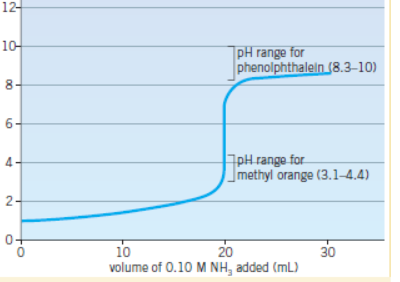 12
10
pH range for
phenolphthalein (8.3–10)
8
6
4
pH range for
methyl orange (3.1–4.4)
2
0
0 10 20 30
volume of 0.10 M NH₃ added (mL)